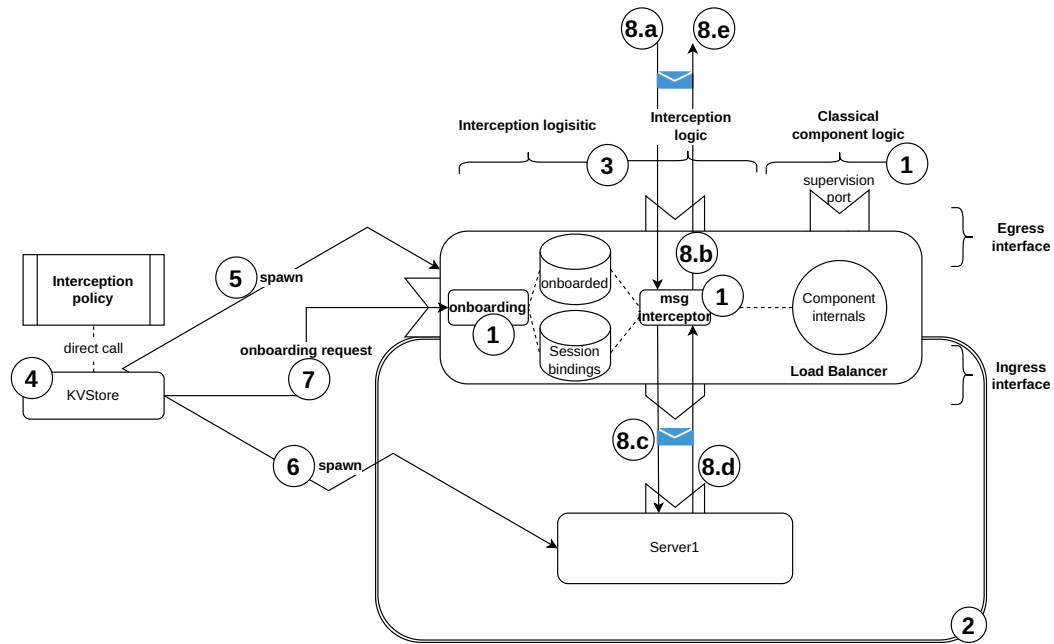 8.a
8.e
Interception logisitic
Interception
logic
Classical
component logic
3
1
supervision
port
Egress
interface
8.b
5
spawn
Interception
policy
onboarded
onboarding
1
msg
interceptor
1
Component
internals
direct call
onboarding request
Session
bindings
Load Balancer
Ingress
interface
4
KVStore
7
8.c
8.d
6
spawn
Server1
2